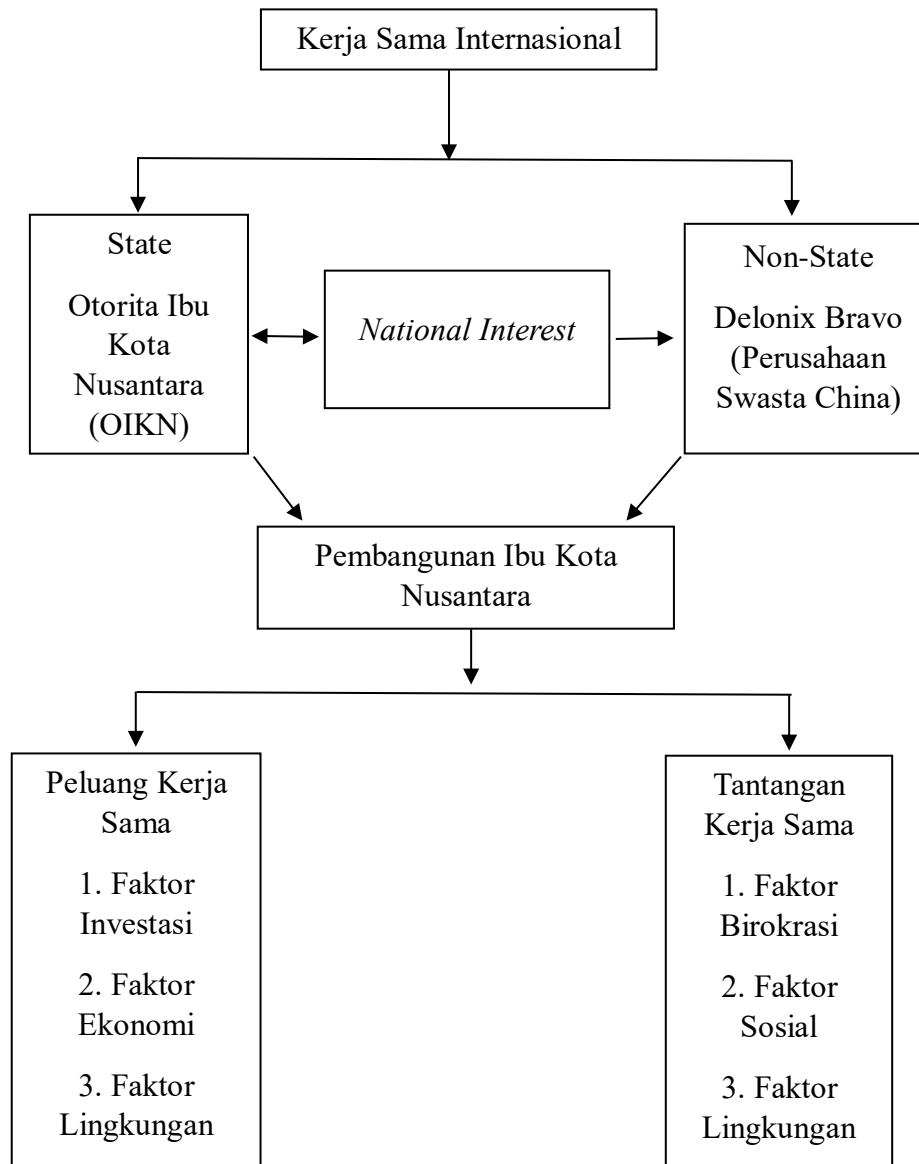 Kerja Sama Internasional
State
Otorita Ibu
Kota
Nusantara
(OIKN)
National Interest
Non-State
Delonix Bravo
(Perusahaan
Swasta China)
Pembangunan Ibu Kota
Nusantara
Peluang Kerja
Sama
1. Faktor
Investasi
2. Faktor
Ekonomi
3. Faktor
Lingkungan
Tantangan
Kerja Sama
1. Faktor
Birokrasi
2. Faktor
Sosial
3. Faktor
Lingkungan